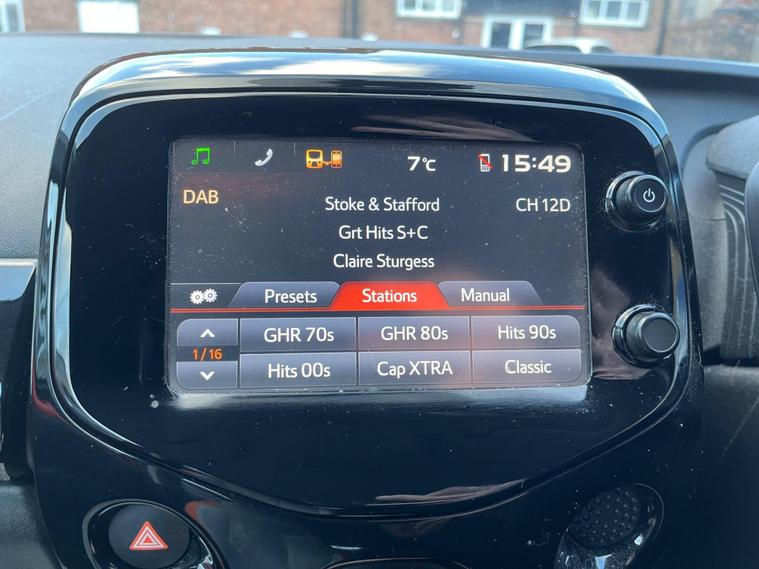 7°C 15:49
DAB Stoke & Stafford CH 12D
Grt Hits S+C
Claire Sturgess
Presets Stations Manual
GHR 70s GHR 80s Hits 90s
1/16
Hits 00s Cap XTRA Classic